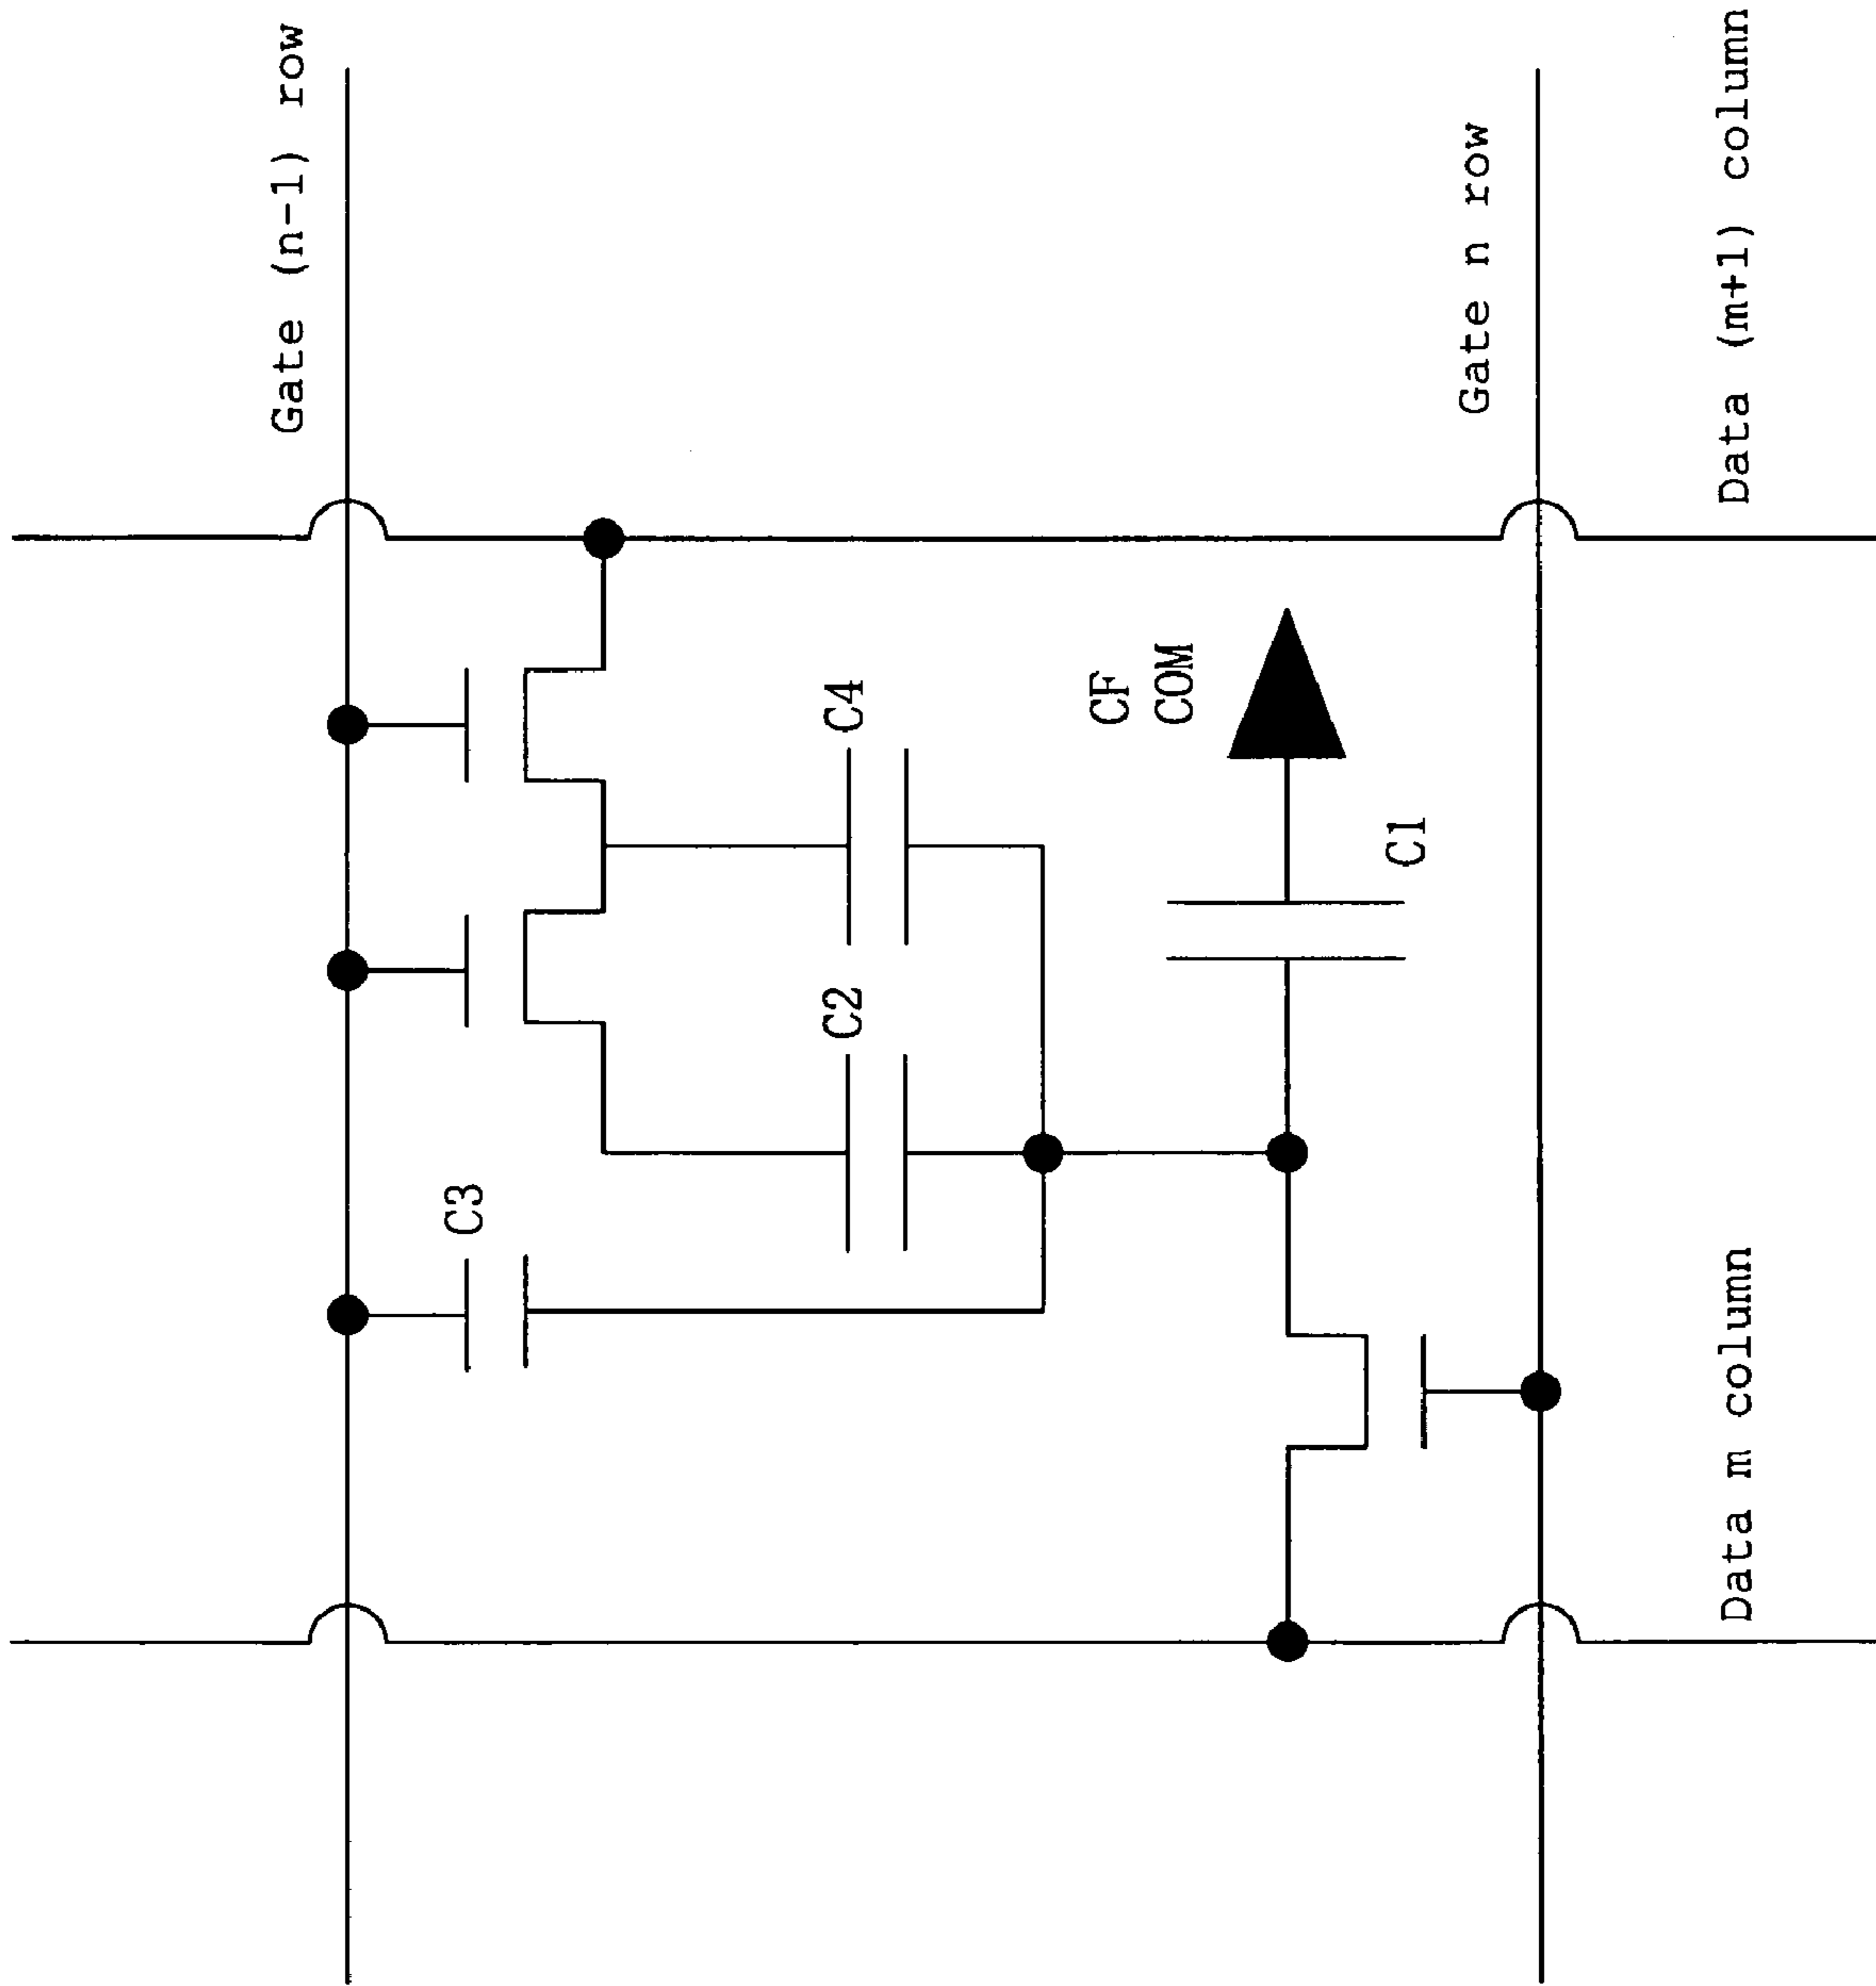 Gate (n-1) row
C3
C2
C4
CF
COM
C1
Gate n row
Data m column
Data (m+1) column